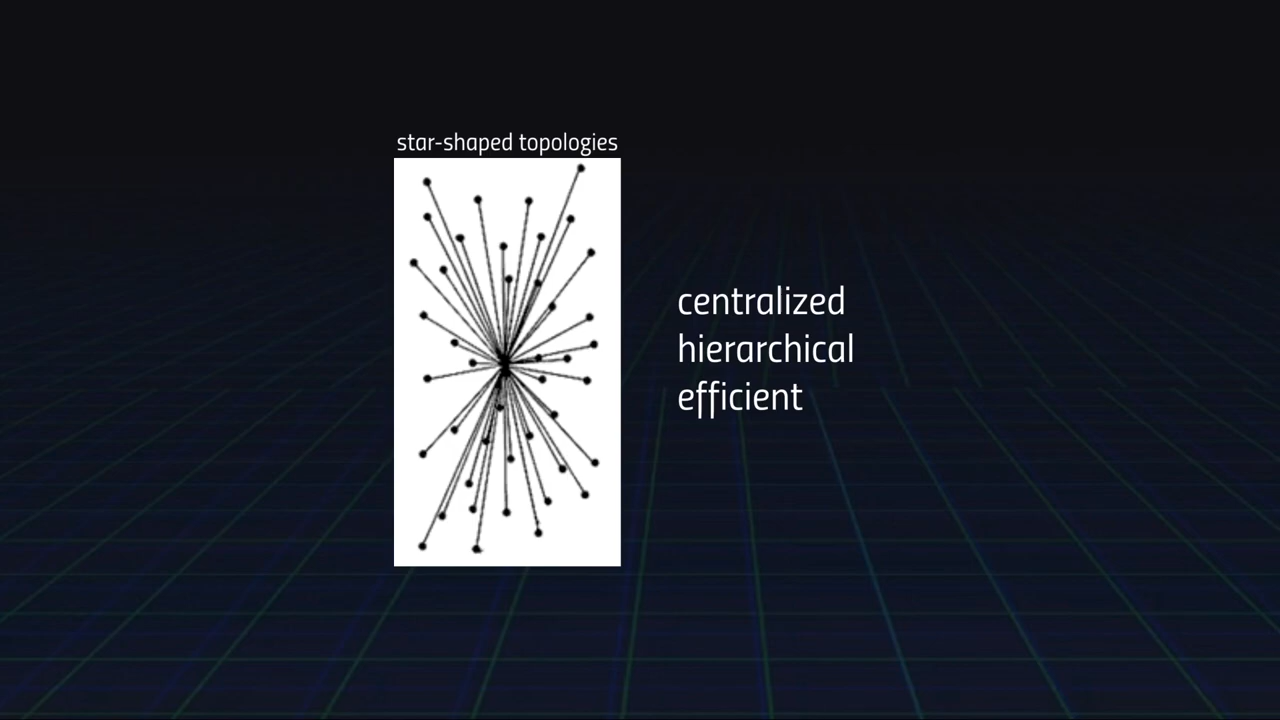 star-shaped topologies
centralized
hierarchical
efficient